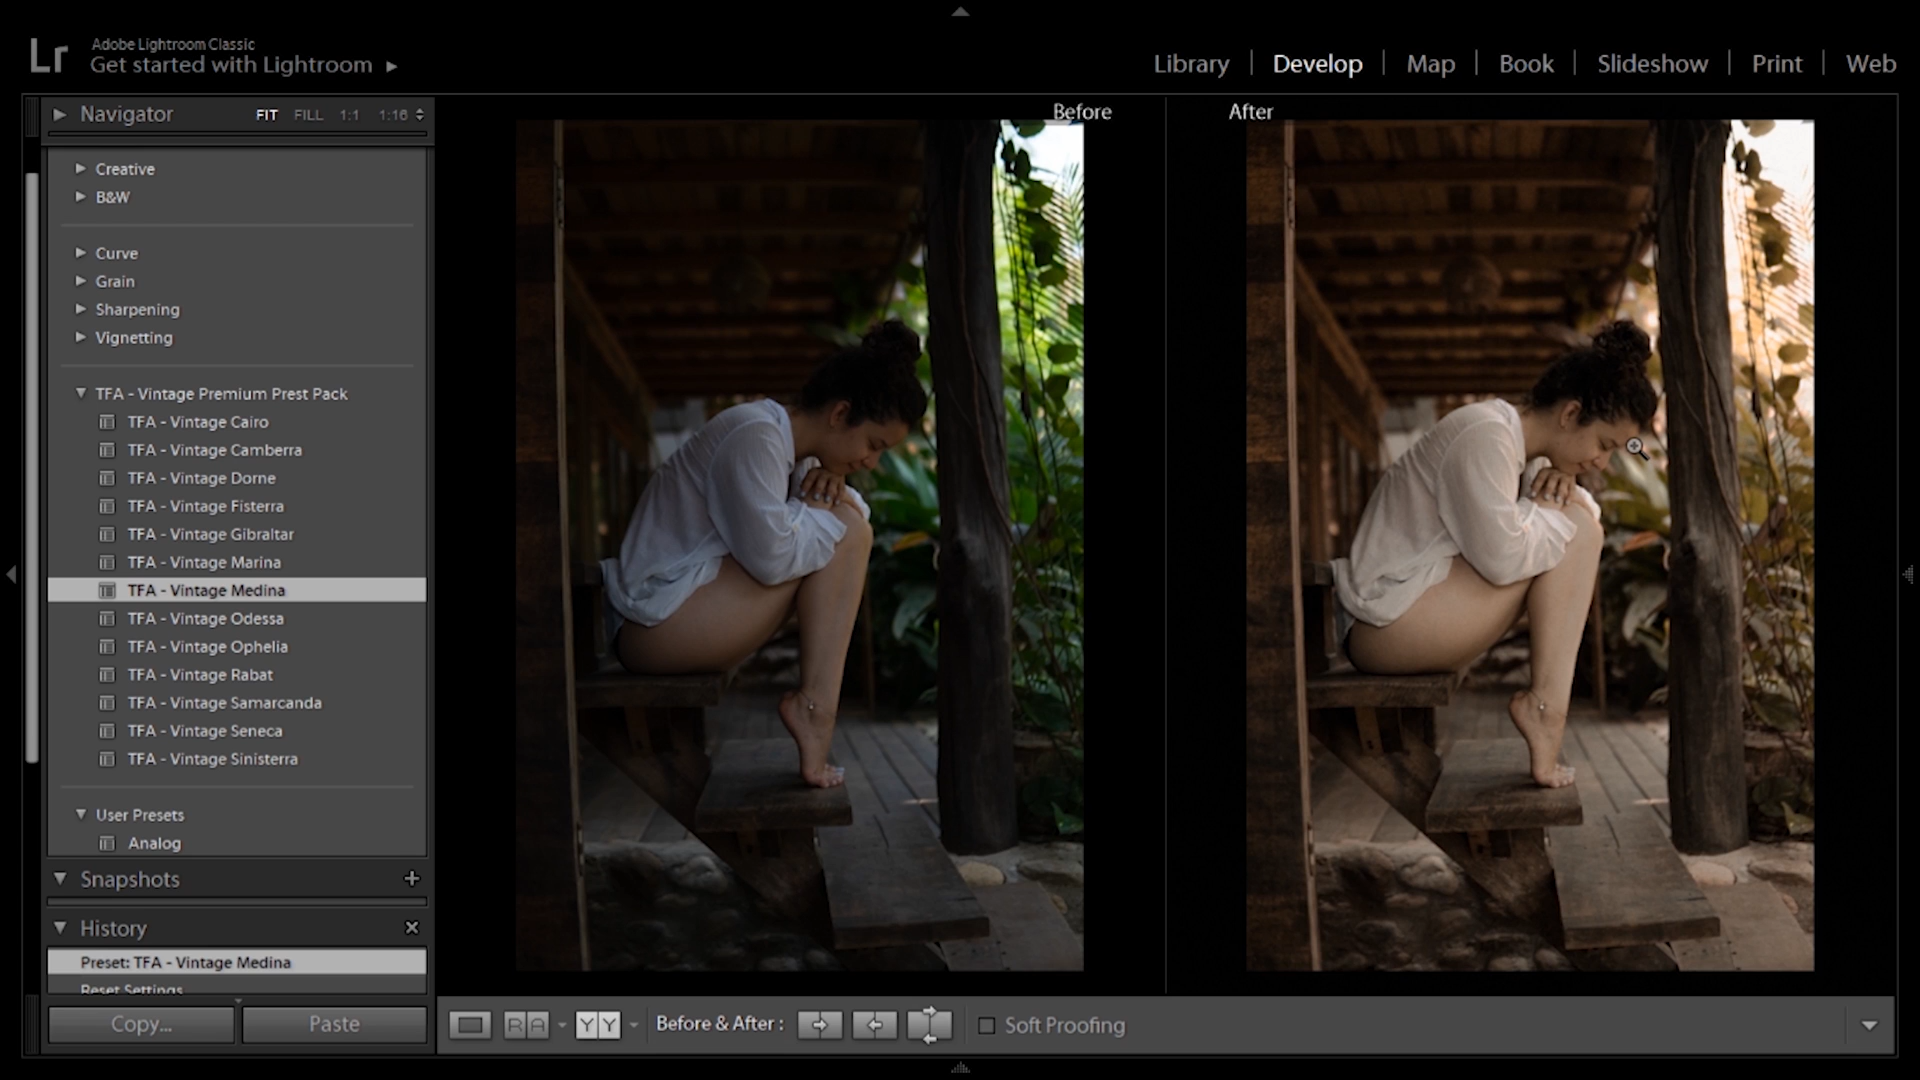 Lr
Adobe Lightroom Classic
Get started with Lightroom
Library
Develop
Map
Book
Slideshow
Print
Web
Navigator
FIT
FILL
1:1
1:16
Creative
B&W
Curve
Grain
Sharpening
Vignetting
TFA - Vintage Premium Prest Pack
TFA - Vintage Cairo
TFA - Vintage Camberra
TFA - Vintage Dorne
TFA - Vintage Fisterra
TFA - Vintage Gibraltar
TFA - Vintage Marina
TFA - Vintage Medina
TFA - Vintage Odessa
TFA - Vintage Ophelia
TFA - Vintage Rabat
TFA - Vintage Samarcanda
TFA - Vintage Seneca
TFA - Vintage Sinisterra
User Presets
Analog
Snapshots
History
Preset: TFA - Vintage Medina
Reset Settings
Copy...
Paste
Before
After
R A
Y Y
Before & After :
Soft Proofing